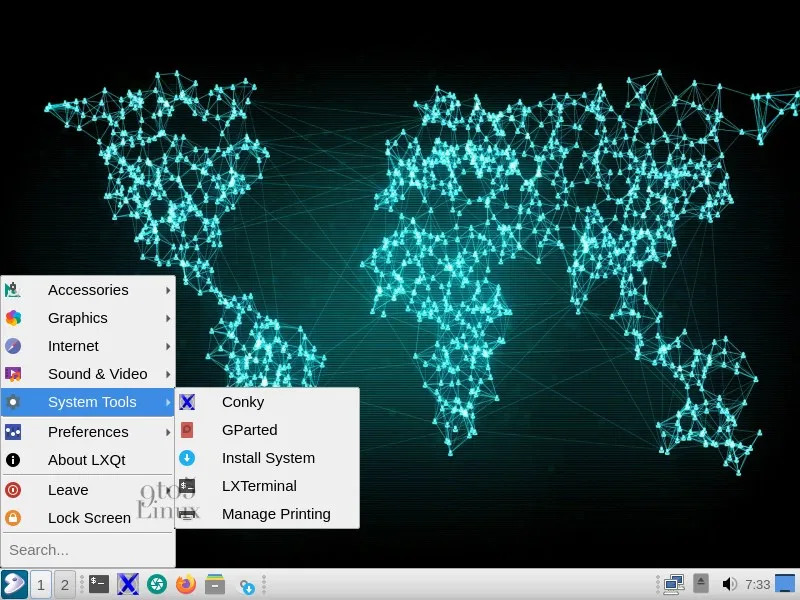 Accessories
Graphics
Internet
Sound & Video
System Tools
Preferences
About LXQt
Leave
Lock Screen
Search...
Conky
GParted
Install System
LXTerminal
Manage Printing
9to5
Linux
1
2
7:33